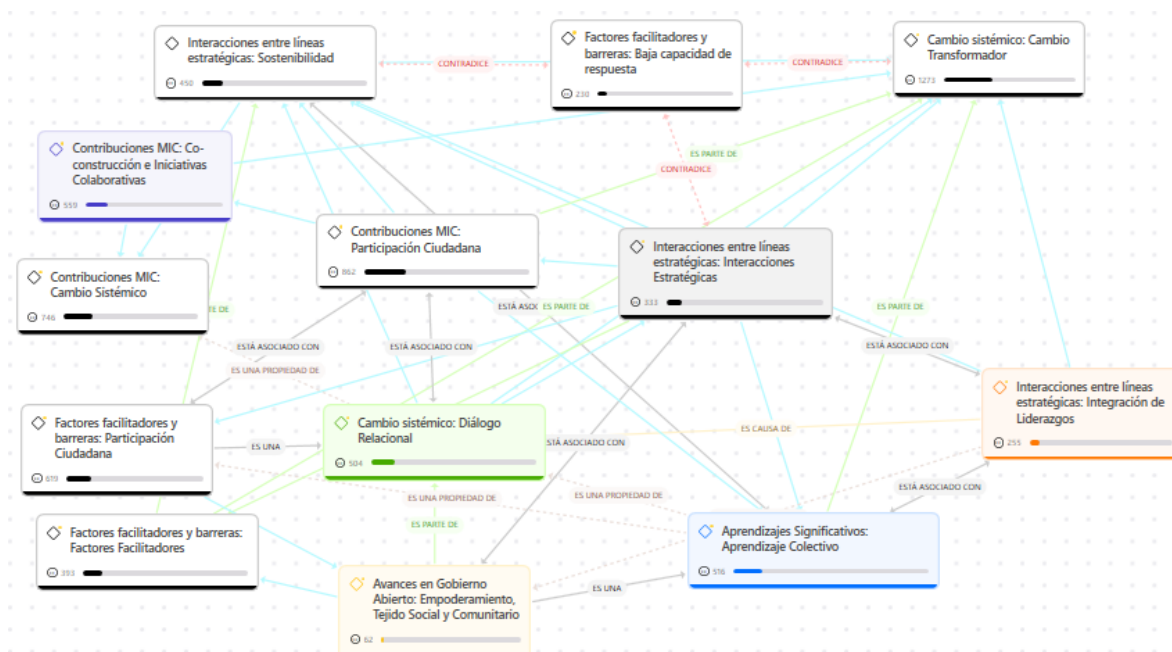 Interacciones entre líneas
estratégicas: Sostenibilidad
450
CONTRADICE
Factores facilitadores y
barreras: Baja capacidad de
respuesta
230
CONTRADICE
Cambio sistémico: Cambio
Transformador
1273
Contribuciones MIC: Co-
construcción e Iniciativas
Colaborativas
559
ES PARTE DE
CONTRADICE
Contribuciones MIC:
Participación Ciudadana
862
Interacciones entre líneas
estratégicas: Interacciones
Estratégicas
333
Contribuciones MIC:
Cambio Sistémico
746
TE DE
ESTÁ ASOC
ES PARTE DE
ES PARTE DE
ESTÁ ASOCIADO CON
ESTÁ ASOCIADO CON
ESTÁ ASOCIADO CON
ES UNA PROPIEDAD DE
Interacciones entre líneas
estratégicas: Integración de
Liderazgos
255
Factores facilitadores y
barreras: Participación
Ciudadana
619
ES UNA
Cambio sistémico: Diálogo
Relacional
504
STÁ ASOCIADO CON
ES CAUSA DE
ES UNA PROPIEDAD DE
ES UNA PROPIEDAD DE
ESTÁ ASOCIADO CON
ES PARTE DE
Factores facilitadores y barreras:
Factores Facilitadores
393
Aprendizajes Significativos:
Aprendizaje Colectivo
516
Avances en Gobierno
Abierto: Empoderamiento,
Tejido Social y Comunitario
62
ES UNA